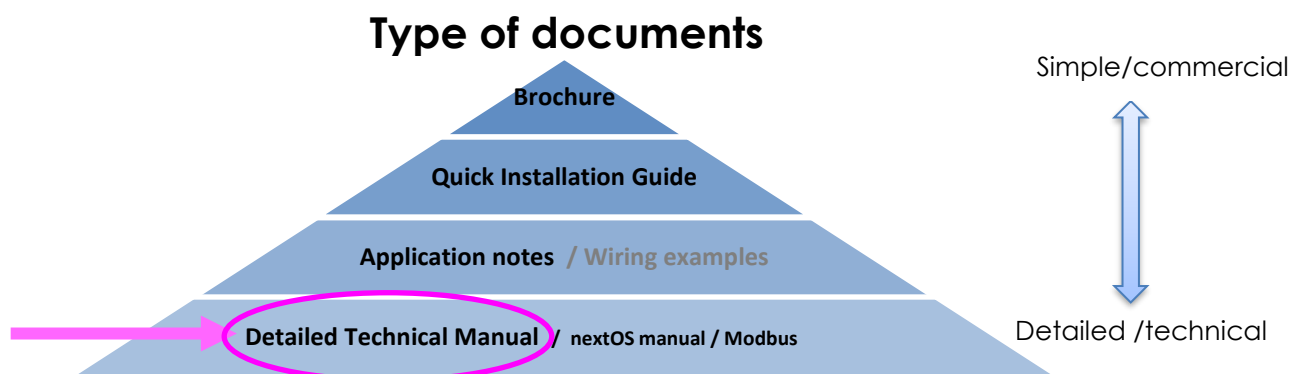 Type of documents
Simple/commercial
Brochure
Quick Installation Guide
Application notes / Wiring examples
Detailed Technical Manual / nextOS manual / Modbus
Detailed /technical